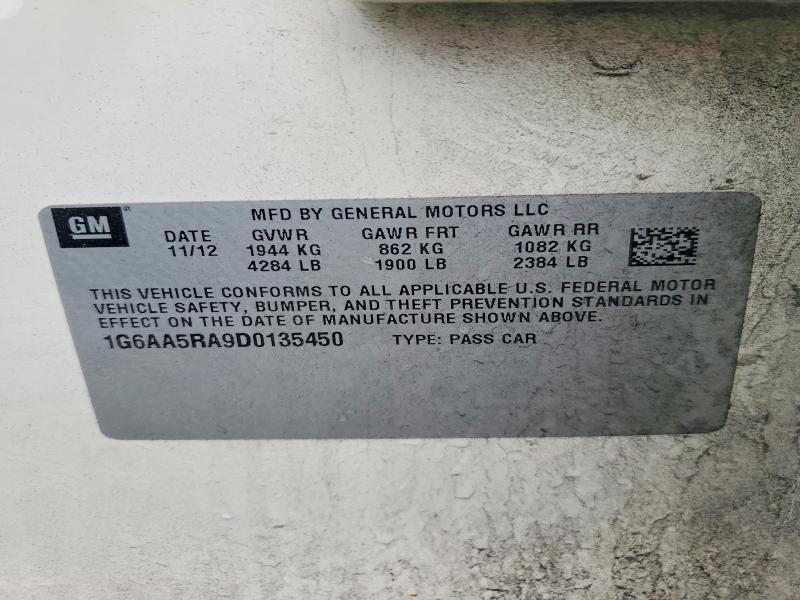 GM
MFD BY GENERAL MOTORS LLC
DATE GVWR GAWR FRT GAWR RR
11/12 1944 KG 862 KG 1082 KG
4284 LB 1900 LB 2384 LB
THIS VEHICLE CONFORMS TO ALL APPLICABLE U.S. FEDERAL MOTOR
VEHICLE SAFETY, BUMPER, AND THEFT PREVENTION STANDARDS IN
EFFECT ON THE DATE OF MANUFACTURE SHOWN ABOVE.
1G6AA5RA9D0135450 TYPE: PASS CAR